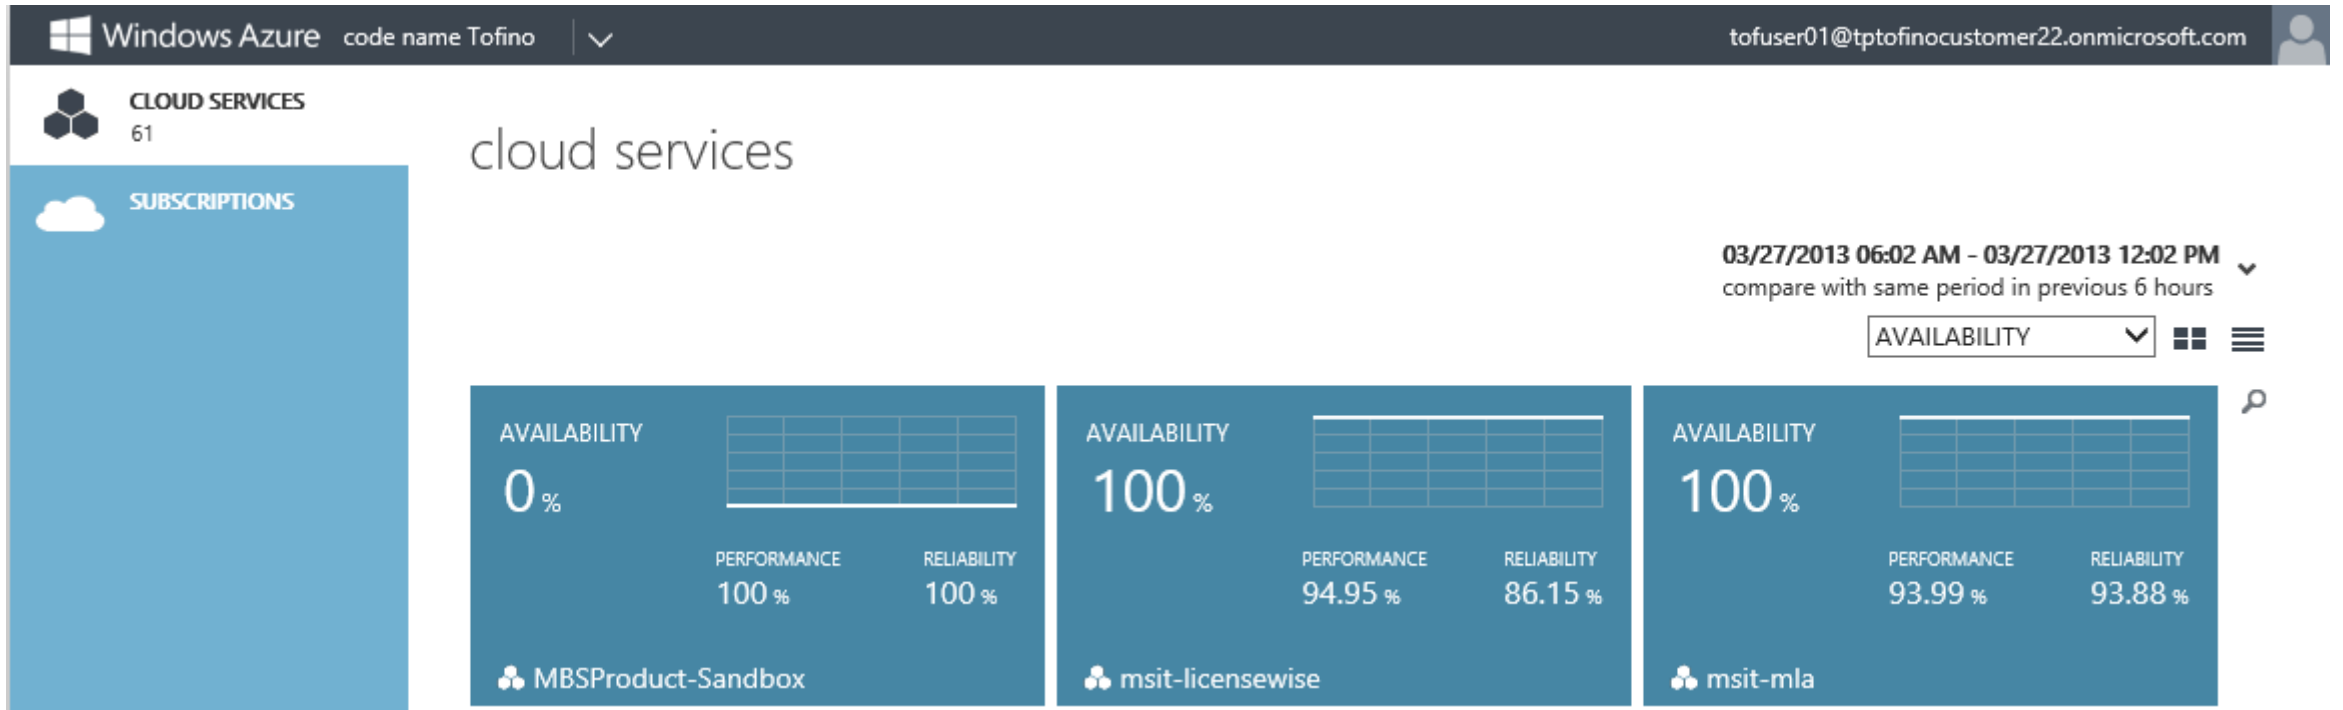 Windows Azure code name Tofino
tofuser01@tptofinocustomer22.onmicrosoft.com
CLOUD SERVICES
61
SUBSCRIPTIONS
cloud services
03/27/2013 06:02 AM - 03/27/2013 12:02 PM
compare with same period in previous 6 hours
AVAILABILITY
AVAILABILITY
0 %
PERFORMANCE RELIABILITY
100 % 100 %
MBSProduct-Sandbox
AVAILABILITY
100 %
PERFORMANCE RELIABILITY
94.95 % 86.15 %
msit-licensewise
AVAILABILITY
100 %
PERFORMANCE RELIABILITY
93.99 % 93.88 %
msit-mla